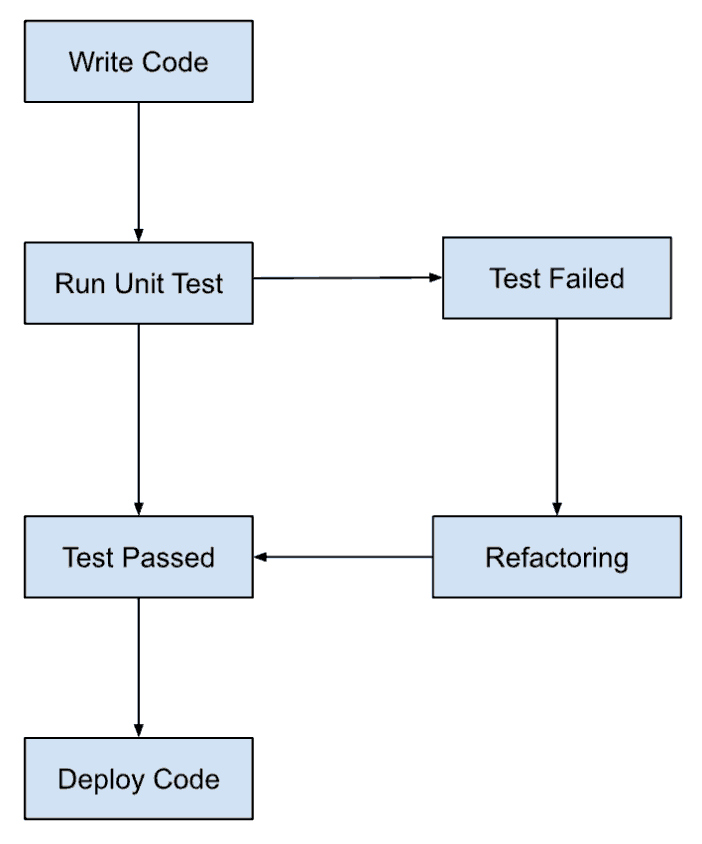 Write Code
Run Unit Test
Test Failed
Test Passed
Refactoring
Deploy Code